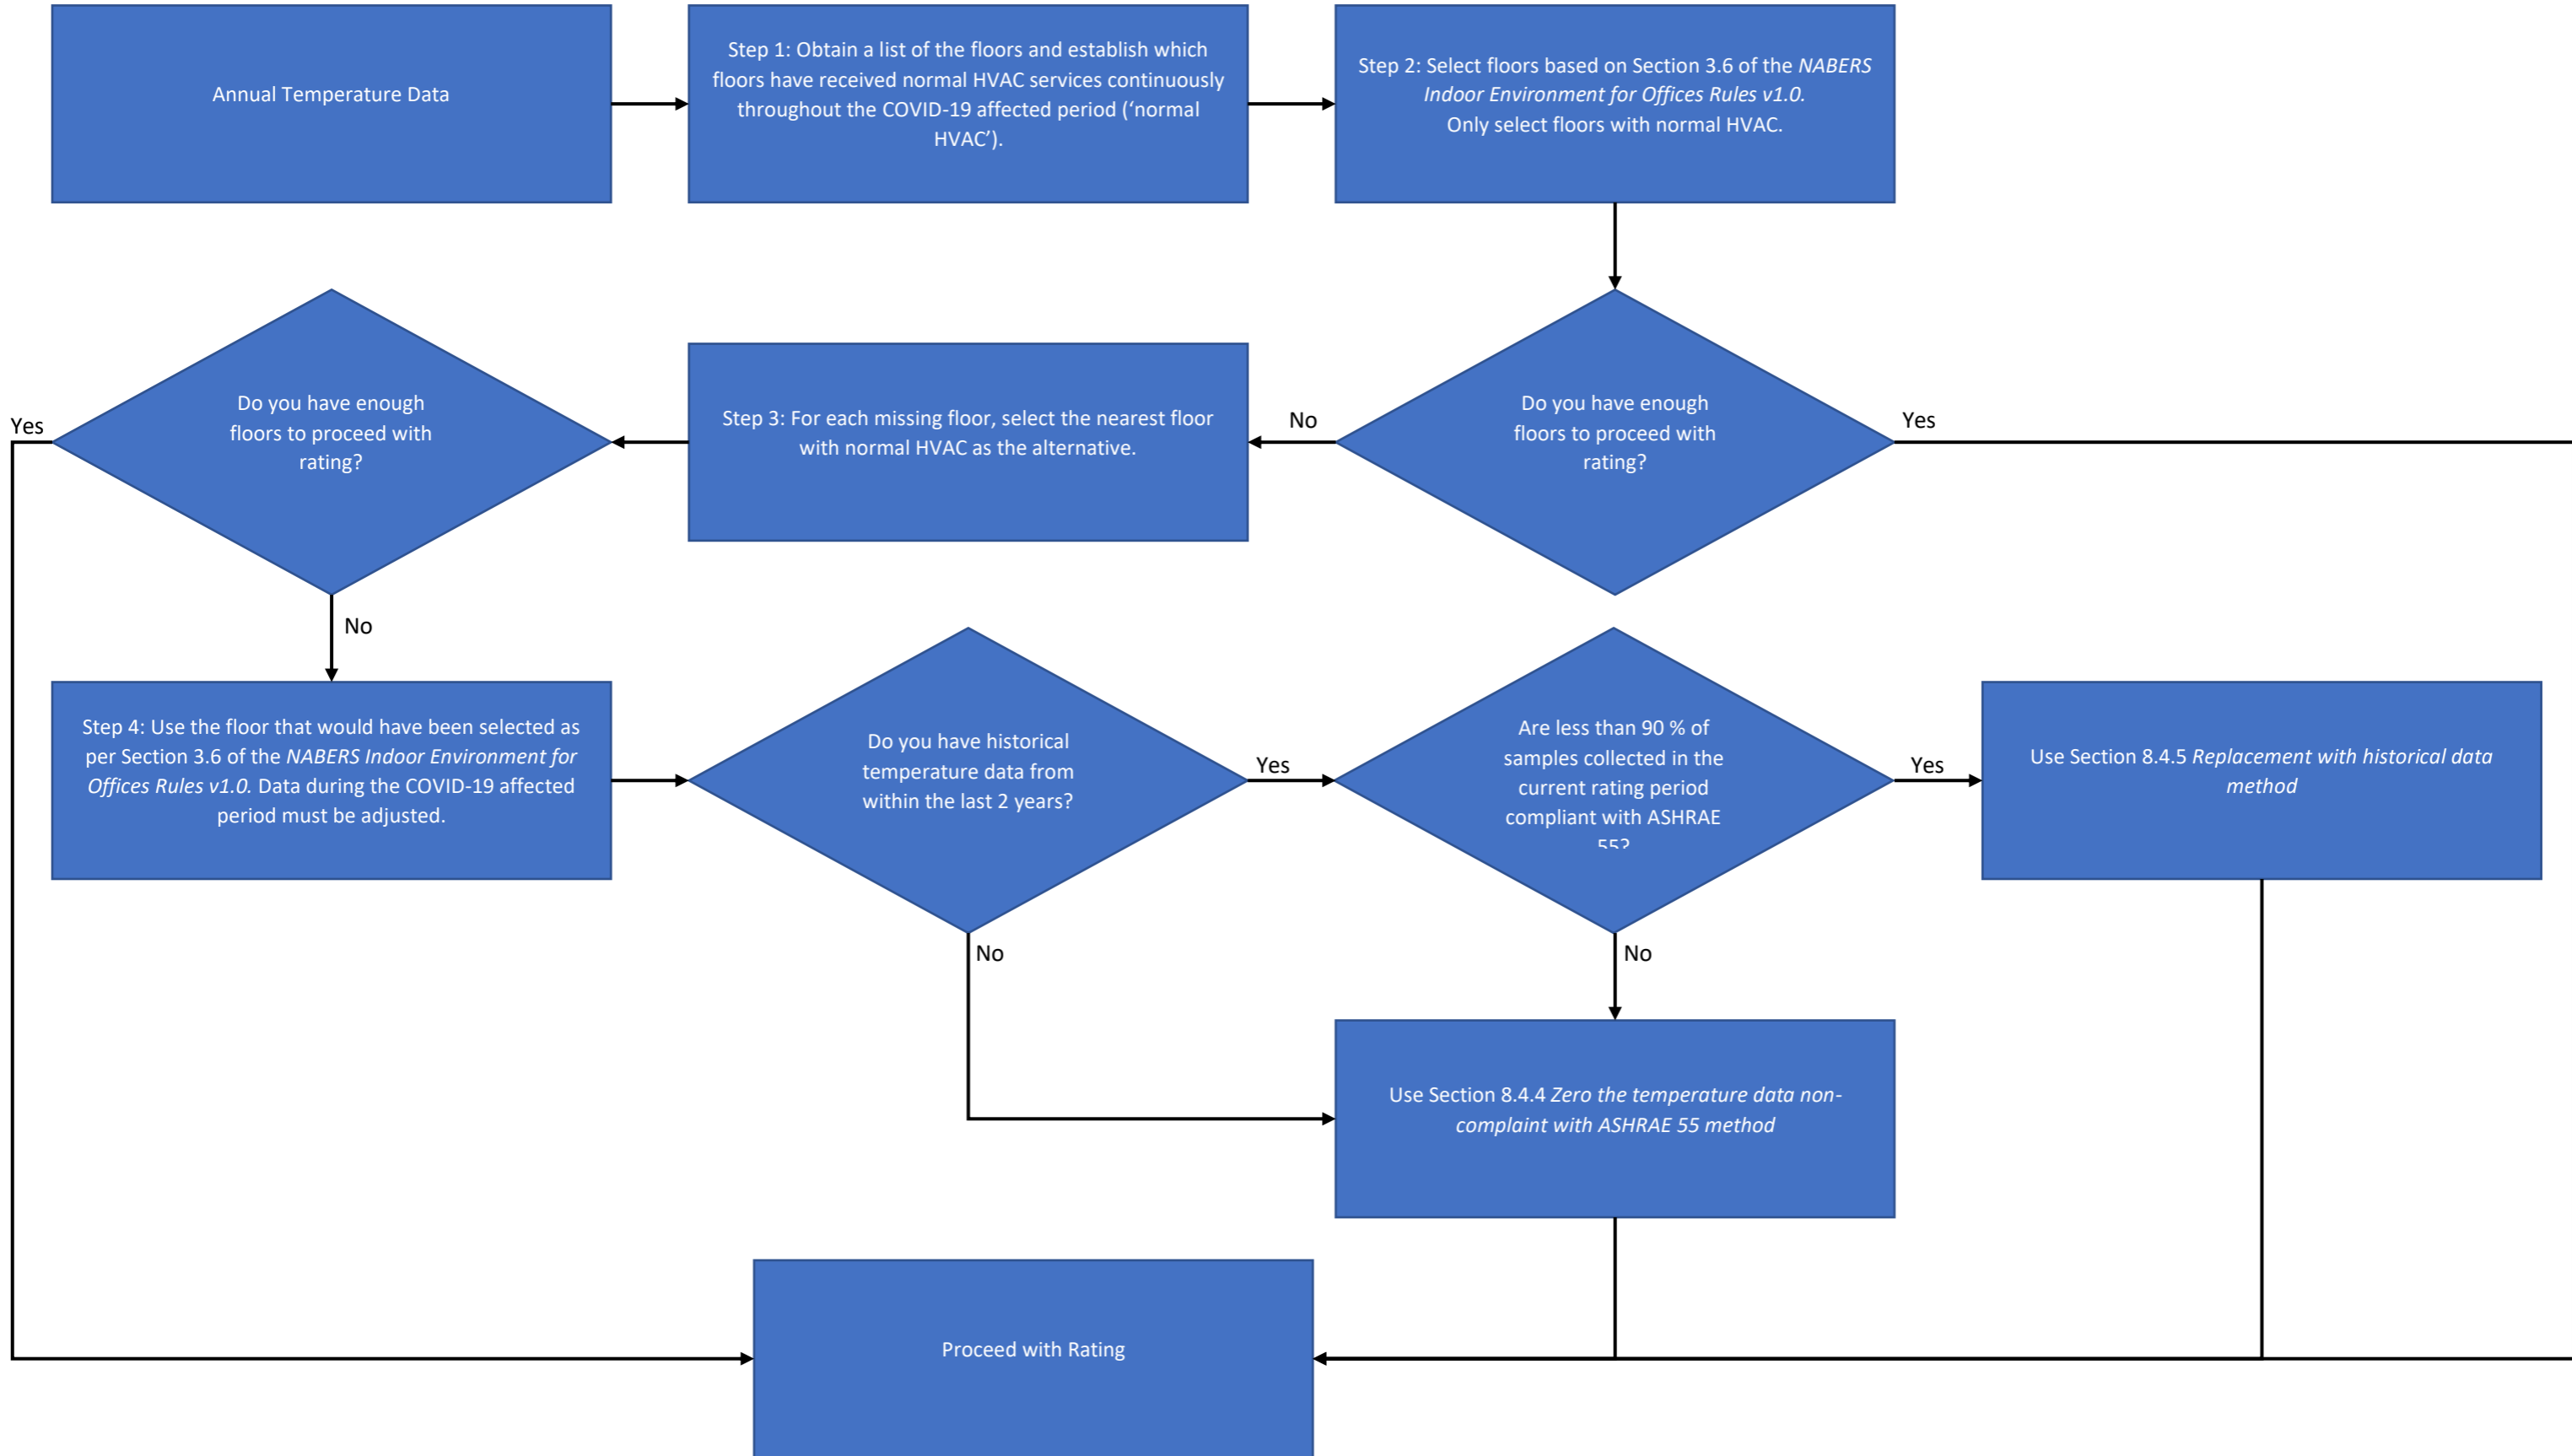 Annual Temperature Data
Step 1: Obtain a list of the floors and establish which
floors have received normal HVAC services continuously
throughout the COVID-19 affected period (‘normal
HVAC’).
Step 2: Select floors based on Section 3.6 of the NABERS
Indoor Environment for Offices Rules v1.0.
Only select floors with normal HVAC.
Yes
Do you have enough
floors to proceed with
rating?
Step 3: For each missing floor, select the nearest floor
with normal HVAC as the alternative.
No
Do you have enough
floors to proceed with
rating?
Yes
No
Step 4: Use the floor that would have been selected as
per Section 3.6 of the NABERS Indoor Environment for
Offices Rules v1.0. Data during the COVID-19 affected
period must be adjusted.
Do you have historical
temperature data from
within the last 2 years?
Yes
Are less than 90 % of
samples collected in the
current rating period
compliant with ASHRAE
55?
Yes
Use Section 8.4.5 Replacement with historical data
method
No
No
Use Section 8.4.4 Zero the temperature data non-
complaint with ASHRAE 55 method
Proceed with Rating